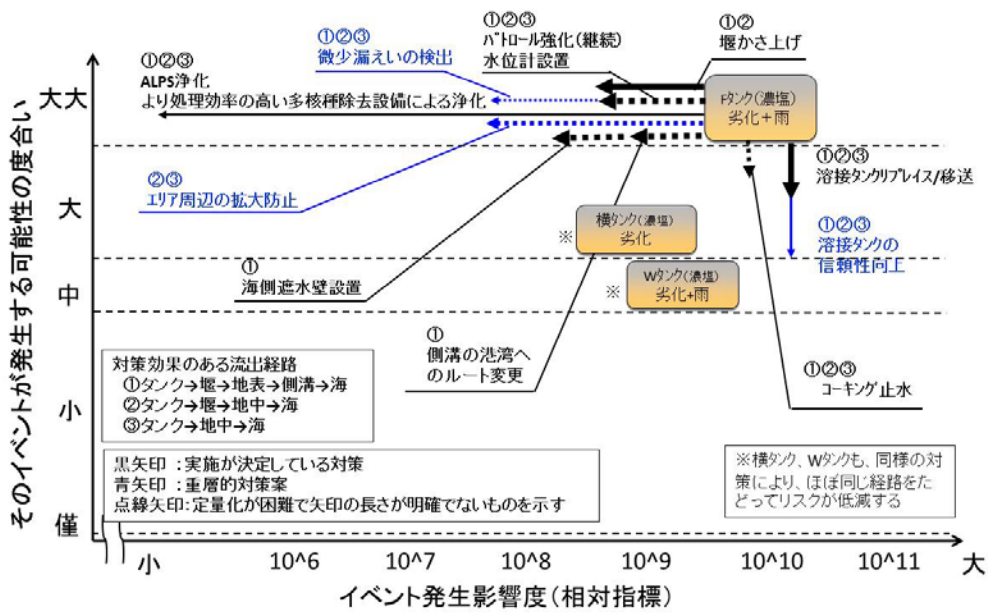 ①②③
ALPS浄化
より処理効率の高い多核種除去設備による浄化
①②③
微少漏えいの検出
①②③
ﾊﾟﾄﾛｰﾙ強化(継続)
水位計設置
①②
堰かさ上げ
Fタンク(濃塩)
劣化+雨
②③
エリア周辺の拡大防止
①②③
溶接ﾀﾝｸﾘﾌﾟﾚｲｽ/移送
①②③
溶接タンクの
信頼性向上
※
横タンク(濃塩)
劣化
※
Wタンク(濃塩)
劣化+雨
①
海側遮水壁設置
①
側溝の港湾へ
のルート変更
①②③
コーキング止水
対策効果のある流出経路
①タンク→堰→地表→側溝→海
②タンク→堰→地中→海
③タンク→地中→海
黒矢印 :実施が決定している対策
青矢印 :重層的対策案
点線矢印:定量化が困難で矢印の長さが明確でないものを示す
※横タンク、Wタンクも、同様の対
策により、ほぼ同じ経路をた
どってリスクが低減する
そのイベントが発生する可能性の度合い
大大
大
中
小
僅
小 10^6 10^7 10^8 10^9 10^10 10^11 大
イベント発生影響度(相対指標)